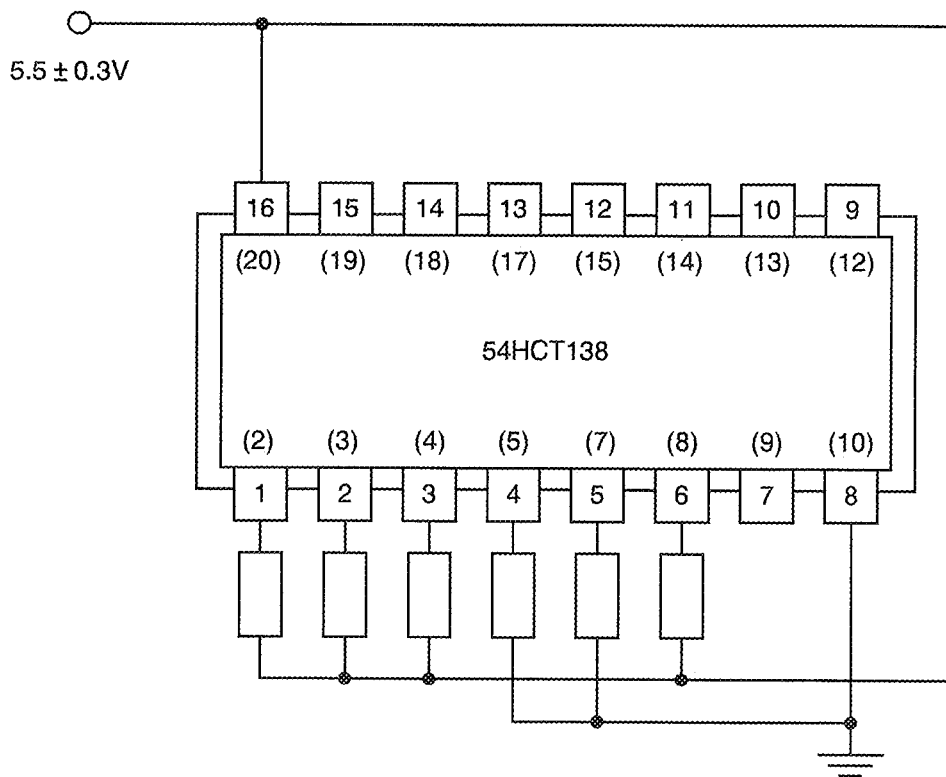 5.5 ± 0.3V
16 15 14 13 12 11 10 9
(20) (19) (18) (17) (15) (14) (13) (12)
54HCT138
(2) (3) (4) (5) (7) (8) (9) (10)
1 2 3 4 5 6 7 8